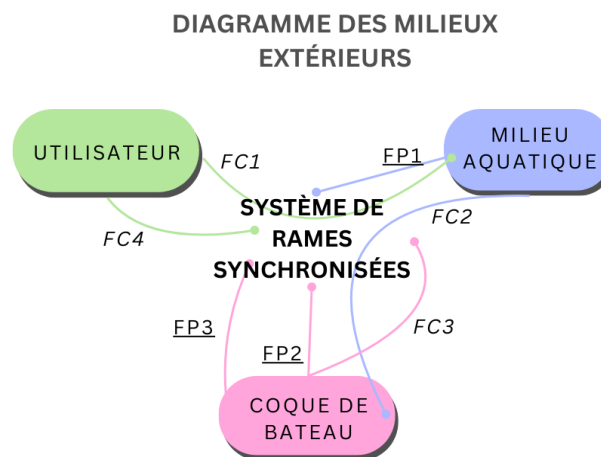 DIAGRAMME DES MILIEUX
EXTÉRIEURS
UTILISATEUR
FC1
FP1
MILIEU
AQUATIQUE
FC4
SYSTÈME DE
RAMES
SYNCHRONISÉES
FC2
FP3
FP2
FC3
COQUE DE
BATEAU